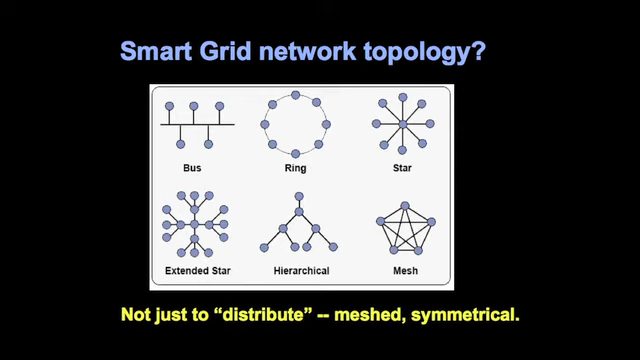 Smart Grid network topology?
Bus Ring Star
Extended Star Hierarchical Mesh
Not just to “distribute” -- meshed, symmetrical.